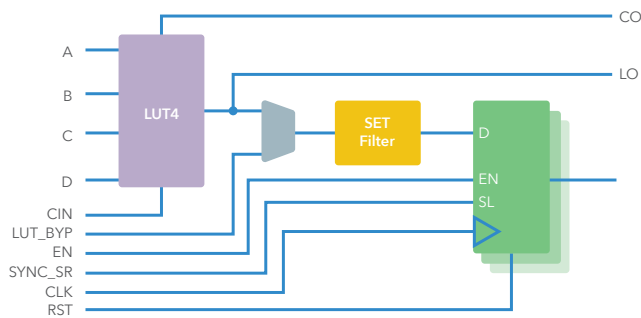 CO
A
LO
B
LUT4
SET
Filter
C
D
D
EN
CIN
SL
LUT_BYP
EN
SYNC_SR
CLK
RST